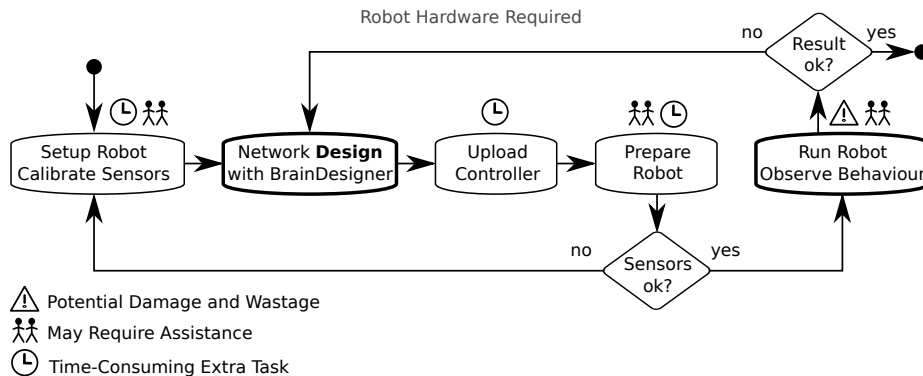 Robot Hardware Required
no
Result
ok?
yes
Setup Robot
Calibrate Sensors
Network Design
with BrainDesigner
Upload
Controller
Prepare
Robot
Run Robot
Observe Behaviour
no
Sensors
ok?
yes
Potential Damage and Wastage
May Require Assistance
Time-Consuming Extra Task